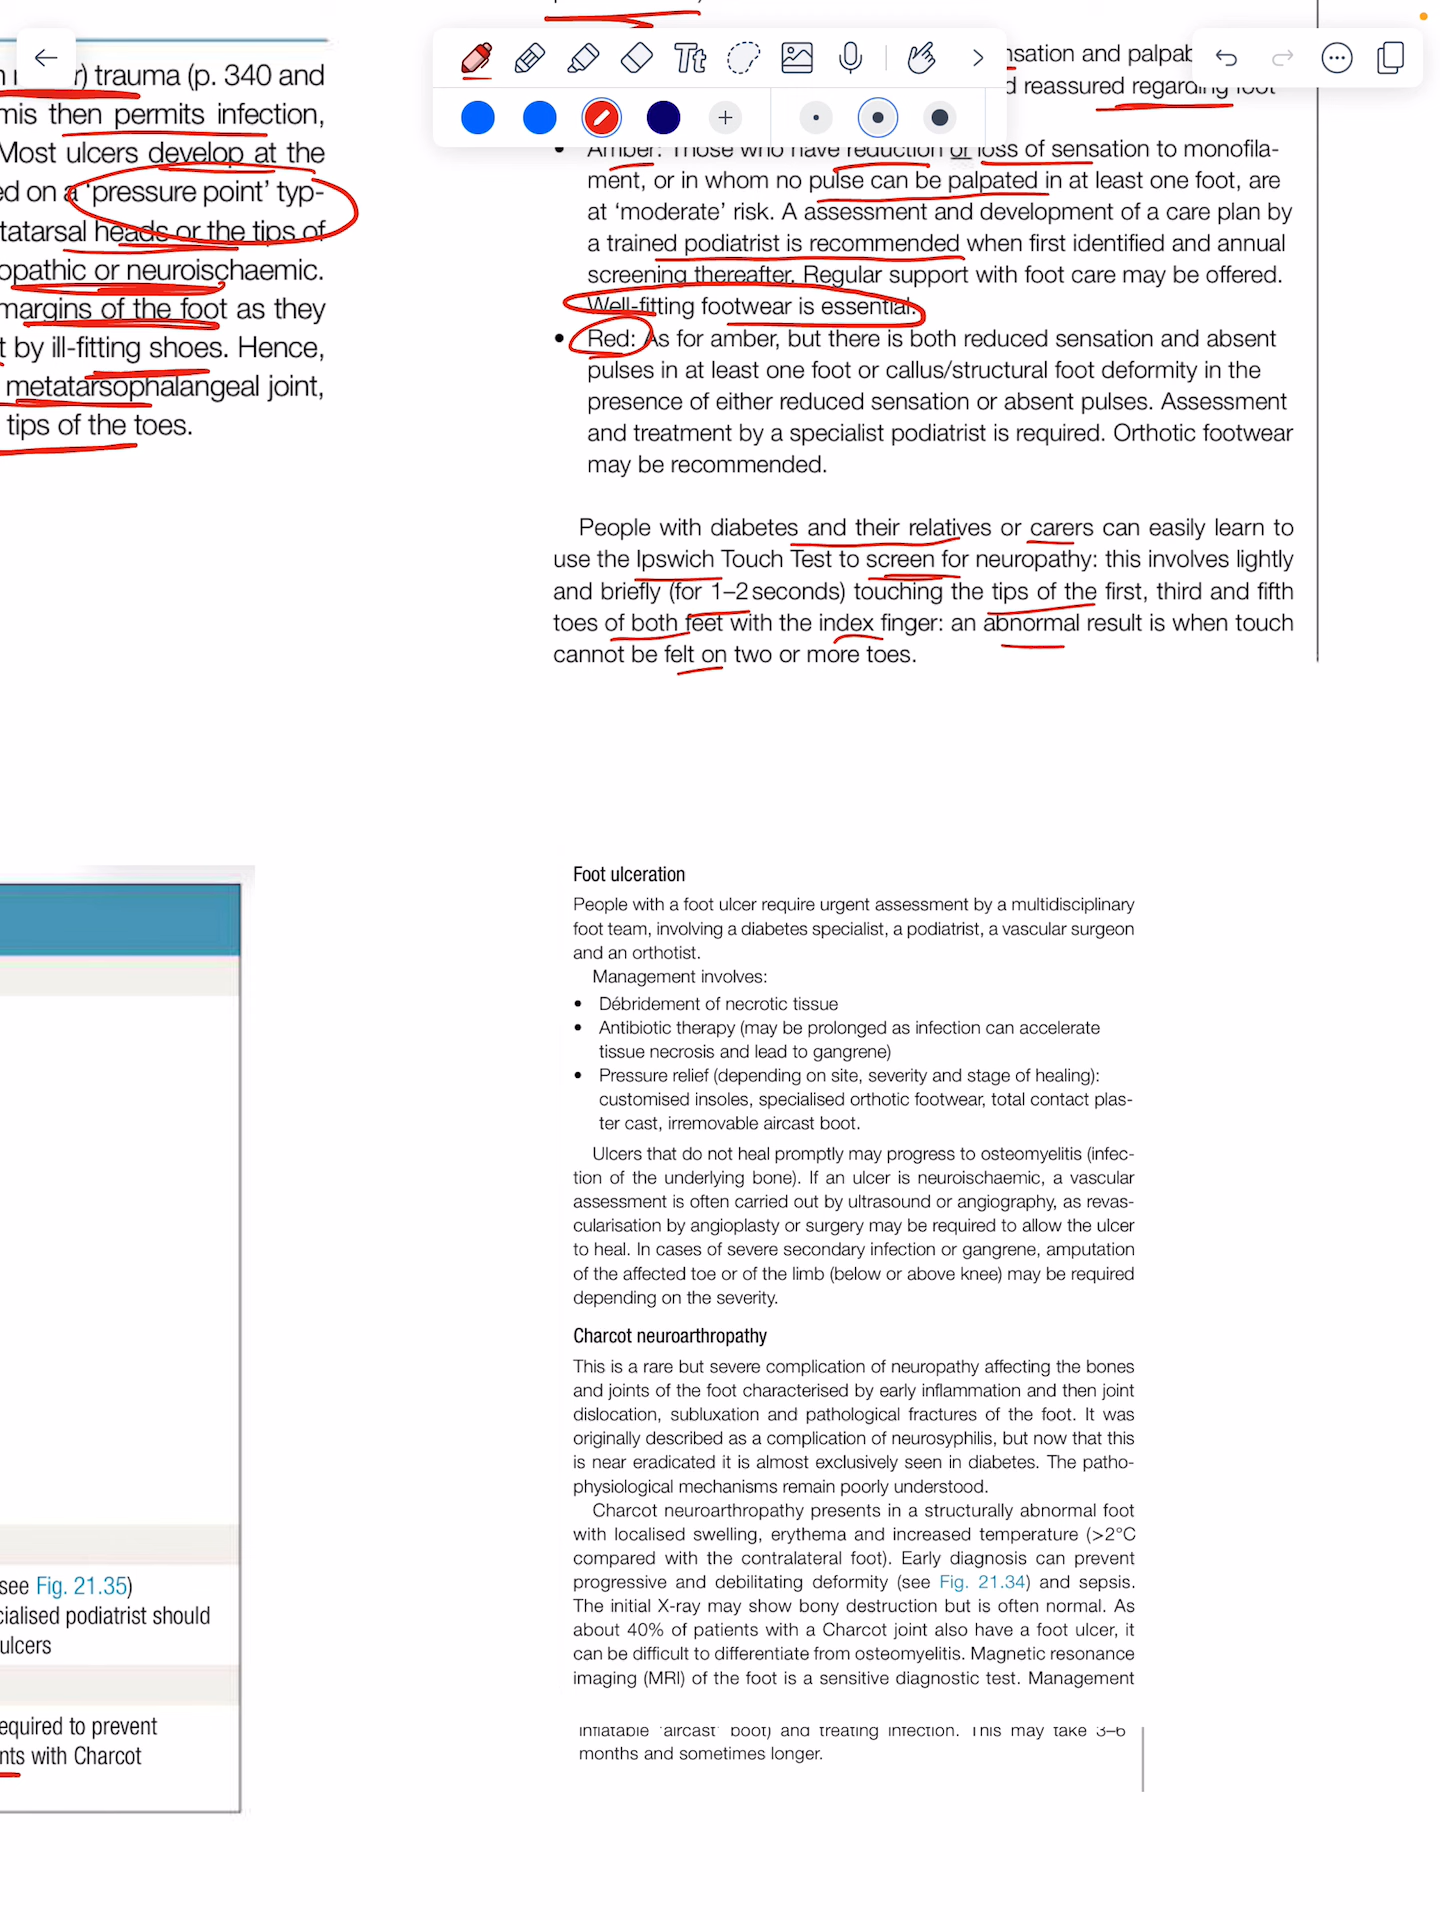 ) trauma (p. 340 and
mis then permits infection,
Most ulcers develop at the
ed on a 'pressure point' typ-
tatarsal heads or the tips of
opathic or neuroischaemic.
margins of the foot as they
t by ill-fitting shoes. Hence,
metatarsophalangeal joint,
tips of the toes.
Tt
nsation and palpab
d reassured regarding foot
• Amber: Those who have reduction or loss of sensation to monofila-
ment, or in whom no pulse can be palpated in at least one foot, are
at 'moderate' risk. A assessment and development of a care plan by
a trained podiatrist is recommended when first identified and annual
screening thereafter. Regular support with foot care may be offered.
Well-fitting footwear is essential.
• Red: As for amber, but there is both reduced sensation and absent
pulses in at least one foot or callus/structural foot deformity in the
presence of either reduced sensation or absent pulses. Assessment
and treatment by a specialist podiatrist is required. Orthotic footwear
may be recommended.
People with diabetes and their relatives or carers can easily learn to
use the Ipswich Touch Test to screen for neuropathy: this involves lightly
and briefly (for 1–2 seconds) touching the tips of the first, third and fifth
toes of both feet with the index finger: an abnormal result is when touch
cannot be felt on two or more toes.
see Fig. 21.35)
cialised podiatrist should
ulcers
equired to prevent
nts with Charcot
Foot ulceration
People with a foot ulcer require urgent assessment by a multidisciplinary
foot team, involving a diabetes specialist, a podiatrist, a vascular surgeon
and an orthotist.
Management involves:
• Débridement of necrotic tissue
• Antibiotic therapy (may be prolonged as infection can accelerate
tissue necrosis and lead to gangrene)
• Pressure relief (depending on site, severity and stage of healing):
customised insoles, specialised orthotic footwear, total contact plas-
ter cast, irremovable aircast boot.
Ulcers that do not heal promptly may progress to osteomyelitis (infec-
tion of the underlying bone). If an ulcer is neuroischaemic, a vascular
assessment is often carried out by ultrasound or angiography, as revas-
cularisation by angioplasty or surgery may be required to allow the ulcer
to heal. In cases of severe secondary infection or gangrene, amputation
of the affected toe or of the limb (below or above knee) may be required
depending on the severity.
Charcot neuroarthropathy
This is a rare but severe complication of neuropathy affecting the bones
and joints of the foot characterised by early inflammation and then joint
dislocation, subluxation and pathological fractures of the foot. It was
originally described as a complication of neurosyphilis, but now that this
is near eradicated it is almost exclusively seen in diabetes. The patho-
physiological mechanisms remain poorly understood.
Charcot neuroarthropathy presents in a structurally abnormal foot
with localised swelling, erythema and increased temperature (>2°C
compared with the contralateral foot). Early diagnosis can prevent
progressive and debilitating deformity (see Fig. 21.34) and sepsis.
The initial X-ray may show bony destruction but is often normal. As
about 40% of patients with a Charcot joint also have a foot ulcer, it
can be difficult to differentiate from osteomyelitis. Magnetic resonance
imaging (MRI) of the foot is a sensitive diagnostic test. Management
inflatable 'aircast' boot) and treating infection. This may take 3–6
months and sometimes longer.